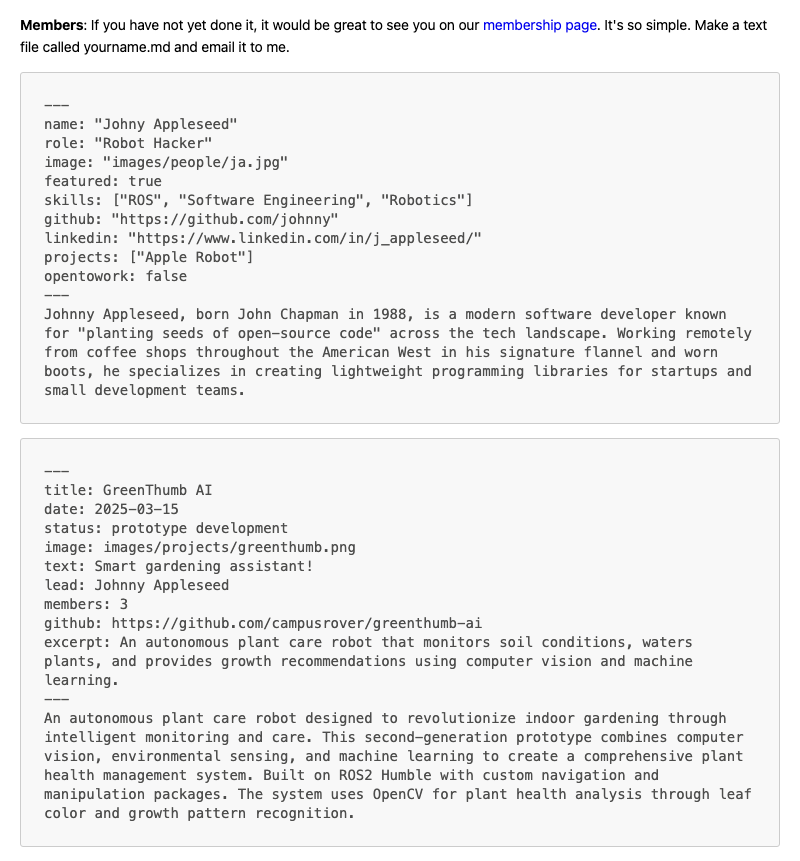 Members: If you have not yet done it, it would be great to see you on our membership page. It's so simple. Make a text
file called yourname.md and email it to me.
---
name: "Johny Appleseed"
role: "Robot Hacker"
image: "images/people/ja.jpg"
featured: true
skills: ["ROS", "Software Engineering", "Robotics"]
github: "https://github.com/johnny"
linkedin: "https://www.linkedin.com/in/j_appleseed/"
projects: ["Apple Robot"]
opentowork: false
---
Johnny Appleseed, born John Chapman in 1988, is a modern software developer known
for "planting seeds of open-source code" across the tech landscape. Working remotely
from coffee shops throughout the American West in his signature flannel and worn
boots, he specializes in creating lightweight programming libraries for startups and
small development teams.
---
title: GreenThumb AI
date: 2025-03-15
status: prototype development
image: images/projects/greenthumb.png
text: Smart gardening assistant!
lead: Johnny Appleseed
members: 3
github: https://github.com/campusrover/greenthumb-ai
excerpt: An autonomous plant care robot that monitors soil conditions, waters
plants, and provides growth recommendations using computer vision and machine
learning.
---
An autonomous plant care robot designed to revolutionize indoor gardening through
intelligent monitoring and care. This second-generation prototype combines computer
vision, environmental sensing, and machine learning to create a comprehensive plant
health management system. Built on ROS2 Humble with custom navigation and
manipulation packages. The system uses OpenCV for plant health analysis through leaf
color and growth pattern recognition.